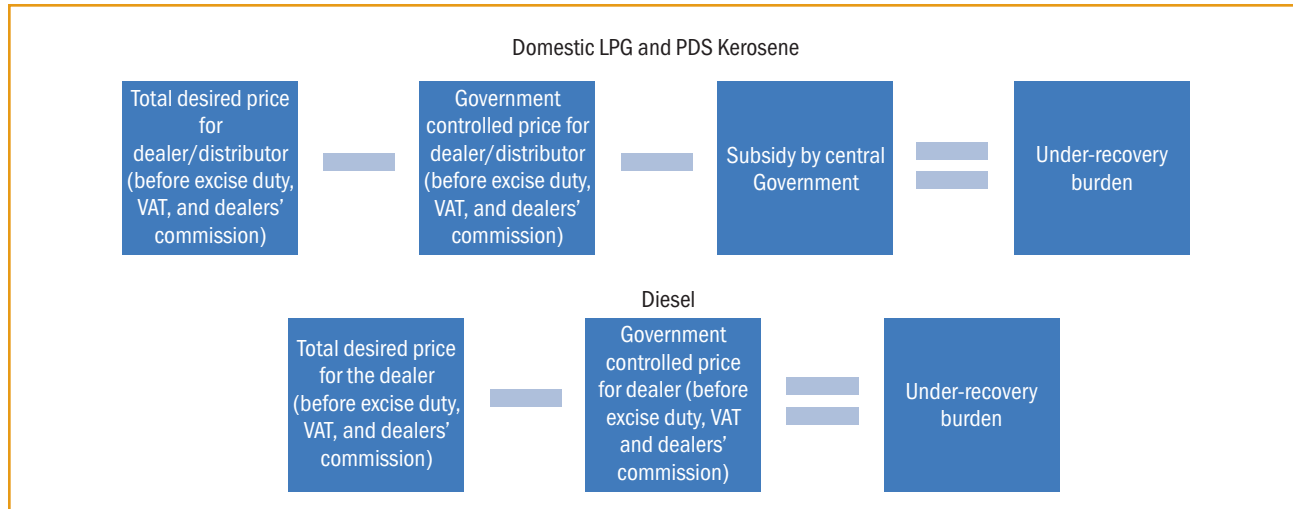 Domestic LPG and PDS Kerosene
Total desired price
for
dealer/distributor
(before excise duty,
VAT, and dealers’
commission)
Government
controlled price for
dealer/distributor
(before excise duty,
VAT, and dealers’
commission)
Subsidy by central
Government
Under-recovery
burden
Diesel
Total desired price
for the dealer
(before excise duty,
VAT, and dealers’
commission)
Government
controlled price
for dealer (before
excise duty, VAT
and dealers’
commission)
Under-recovery
burden